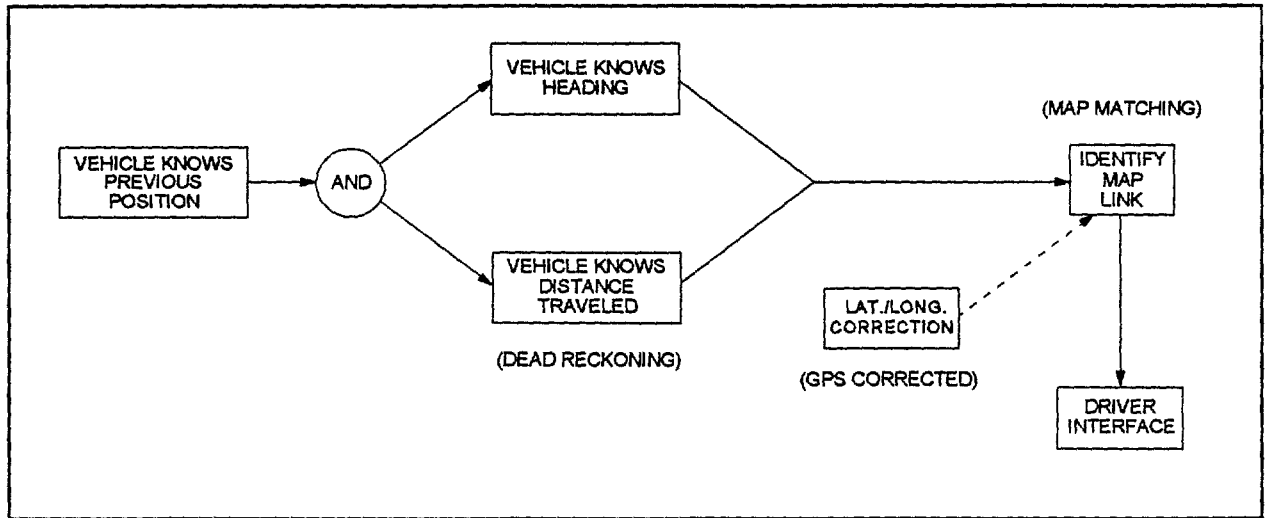 VEHICLE KNOWS
PREVIOUS
POSITION
AND
VEHICLE KNOWS
HEADING
VEHICLE KNOWS
DISTANCE
TRAVELED
(DEAD RECKONING)
(MAP MATCHING)
IDENTIFY
MAP
LINK
LAT./LONG.
CORRECTION
(GPS CORRECTED)
DRIVER
INTERFACE